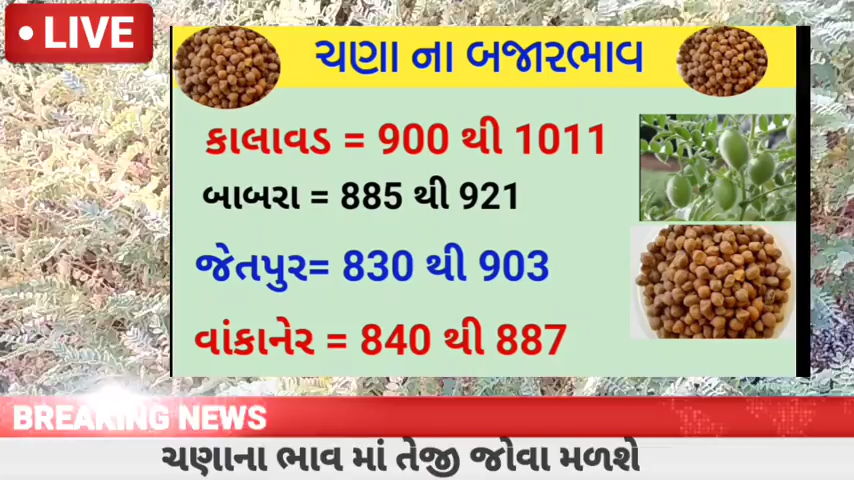 LIVE
ચણા ના બજારભાવ
કાલાવડ = 900 થી 1011
બાબરા = 885 થી 921
જેતપુર= 830 થી 903
વાંકાનેર = 840 થી 887
BREAKING NEWS
ચણાના ભાવ માં તેજી જોવા મળશે